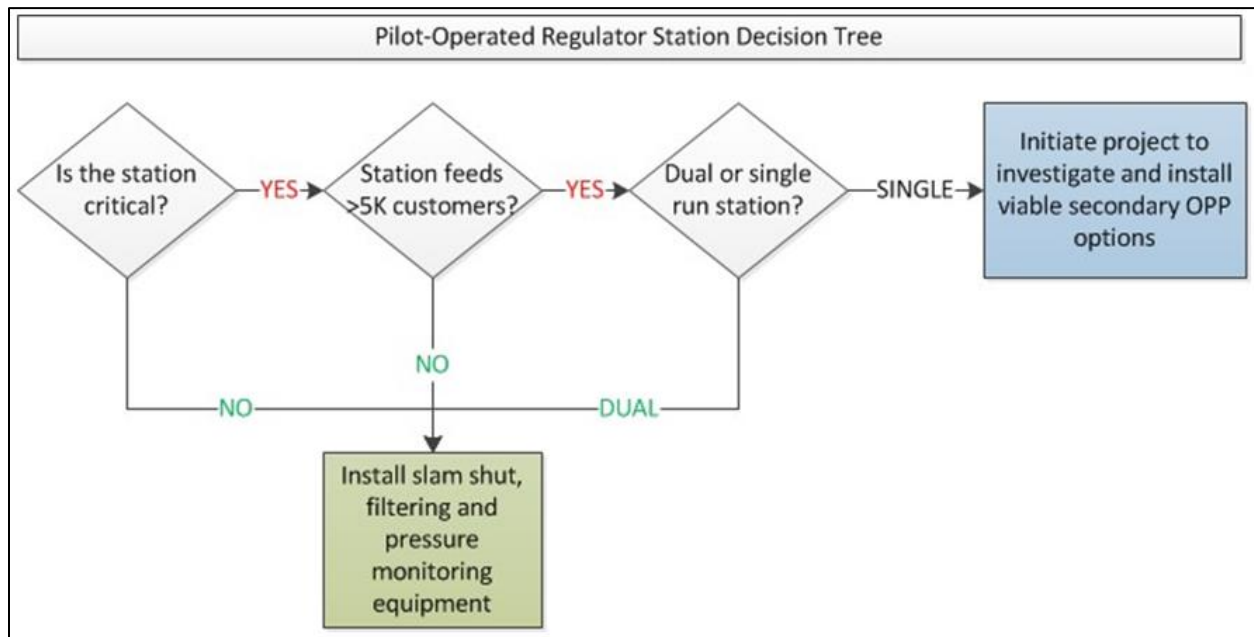 Pilot-Operated Regulator Station Decision Tree
Is the station
critical?
YES
Station feeds
>5K customers?
YES
Dual or single
run station?
SINGLE
Initiate project to
investigate and install
viable secondary OPP
options
NO
NO
DUAL
Install slam shut,
filtering and
pressure
monitoring
equipment